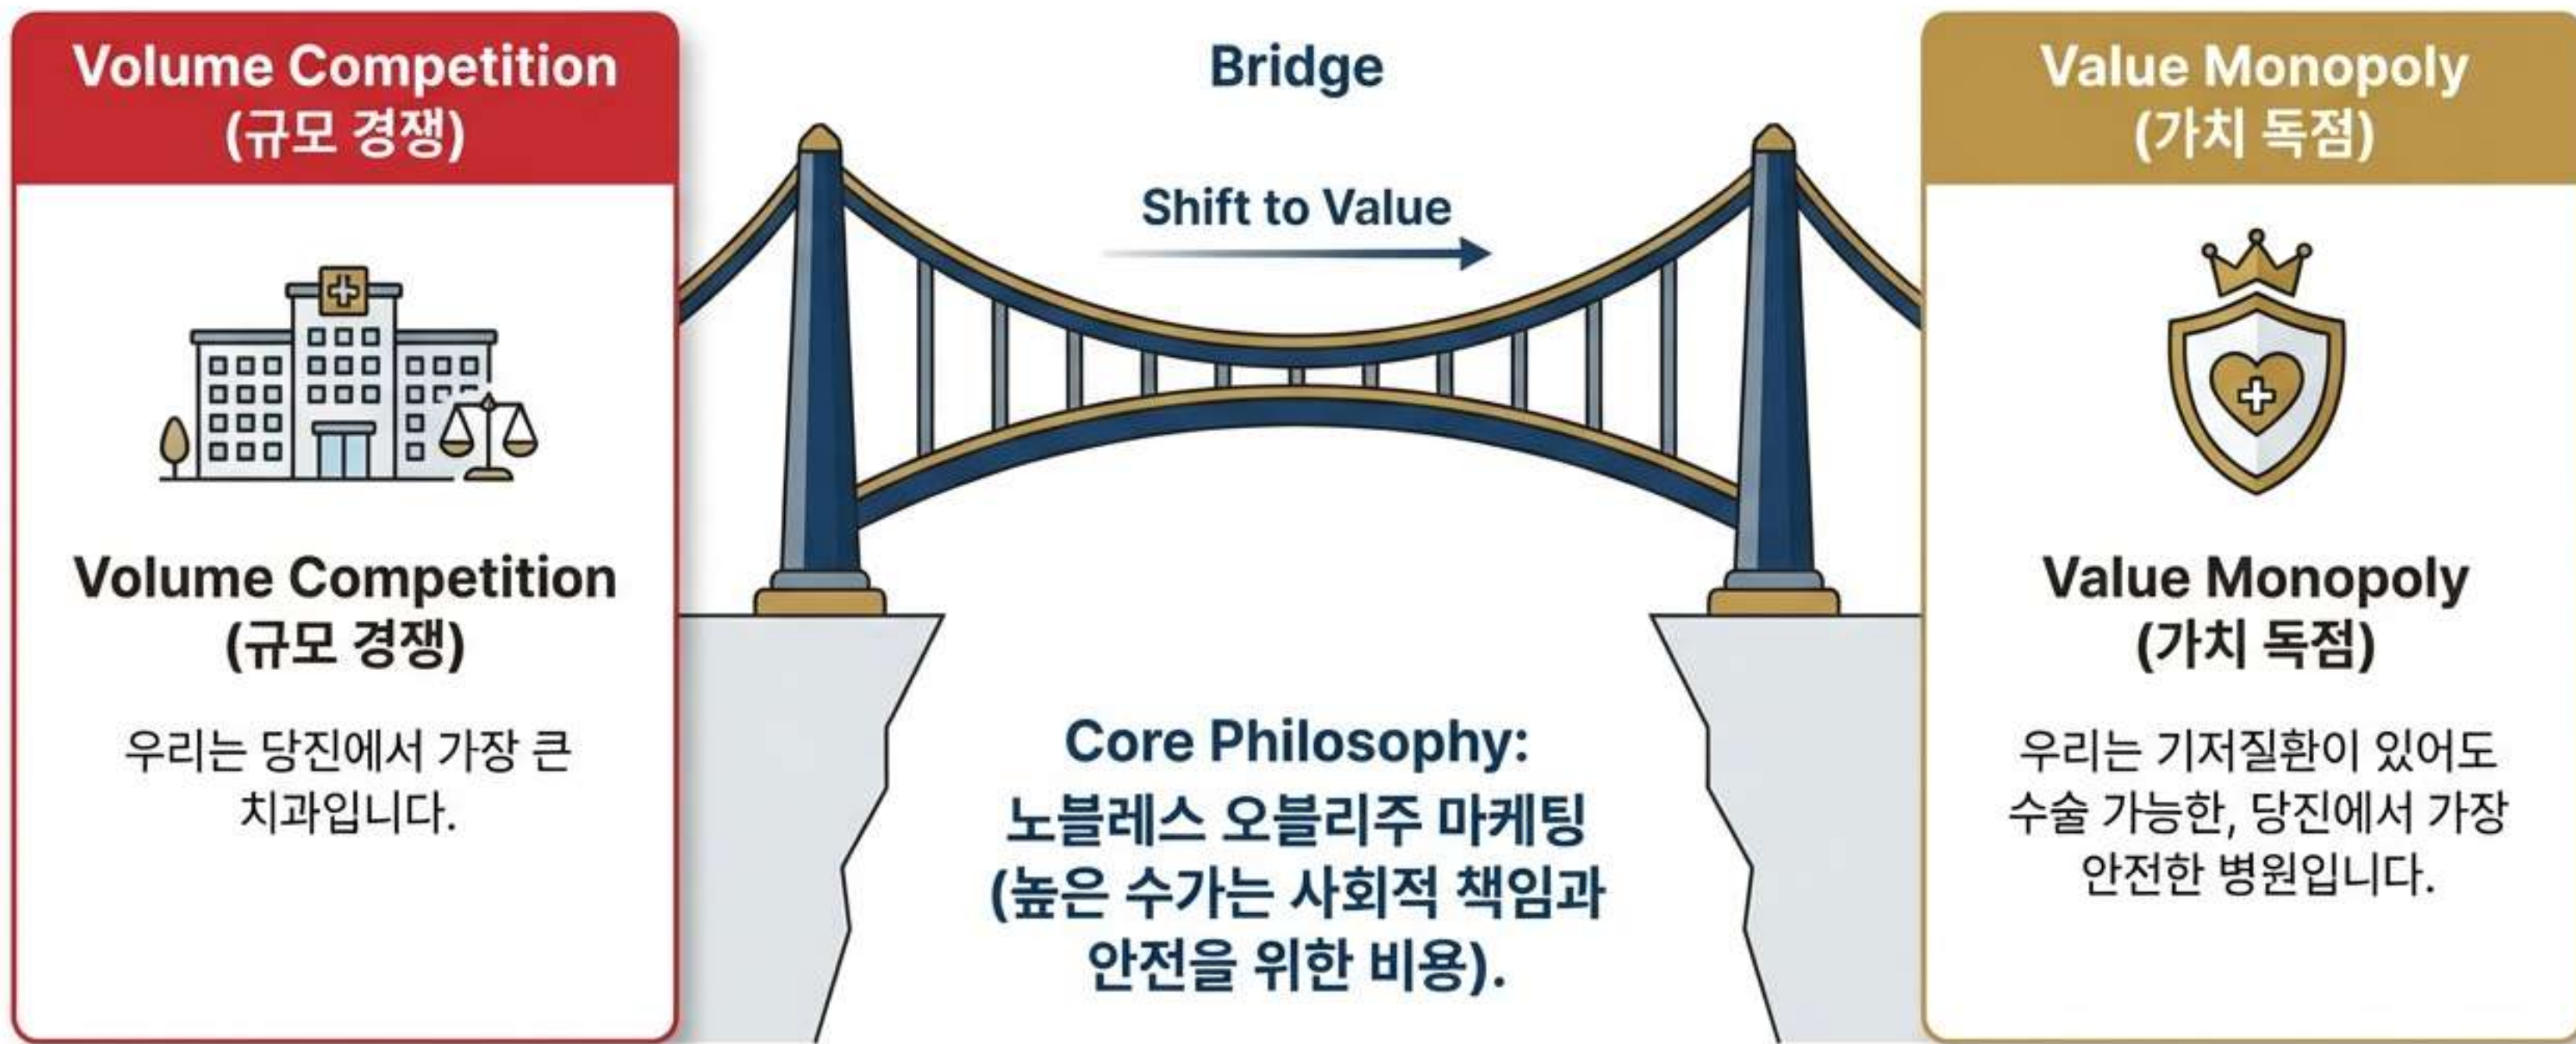 Volume Competition
(규모 경쟁)
Volume Competition
(규모 경쟁)
우리는 당진에서 가장 큰
치과입니다.
Bridge
Shift to Value
Core Philosophy:
노블레스 오블리주 마케팅
(높은 수가는 사회적 책임과
안전을 위한 비용).
Value Monopoly
(가치 독점)
Value Monopoly
(가치 독점)
우리는 기저질환이 있어도
수술 가능한, 당진에서 가장
안전한 병원입니다.